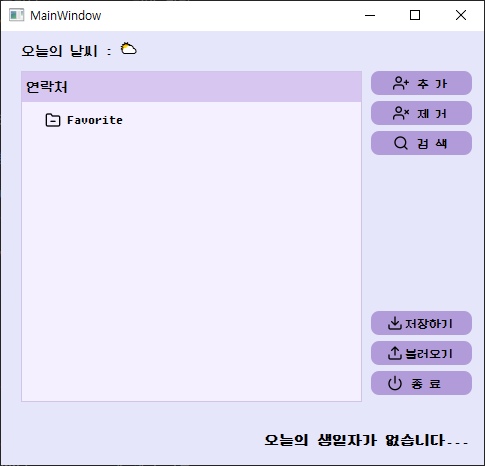 MainWindow
오늘의 날씨 :
연락처
Favorite
추 가
제 거
검 색
저장하기
불러오기
종 료
오늘의 생일자가 없습니다...